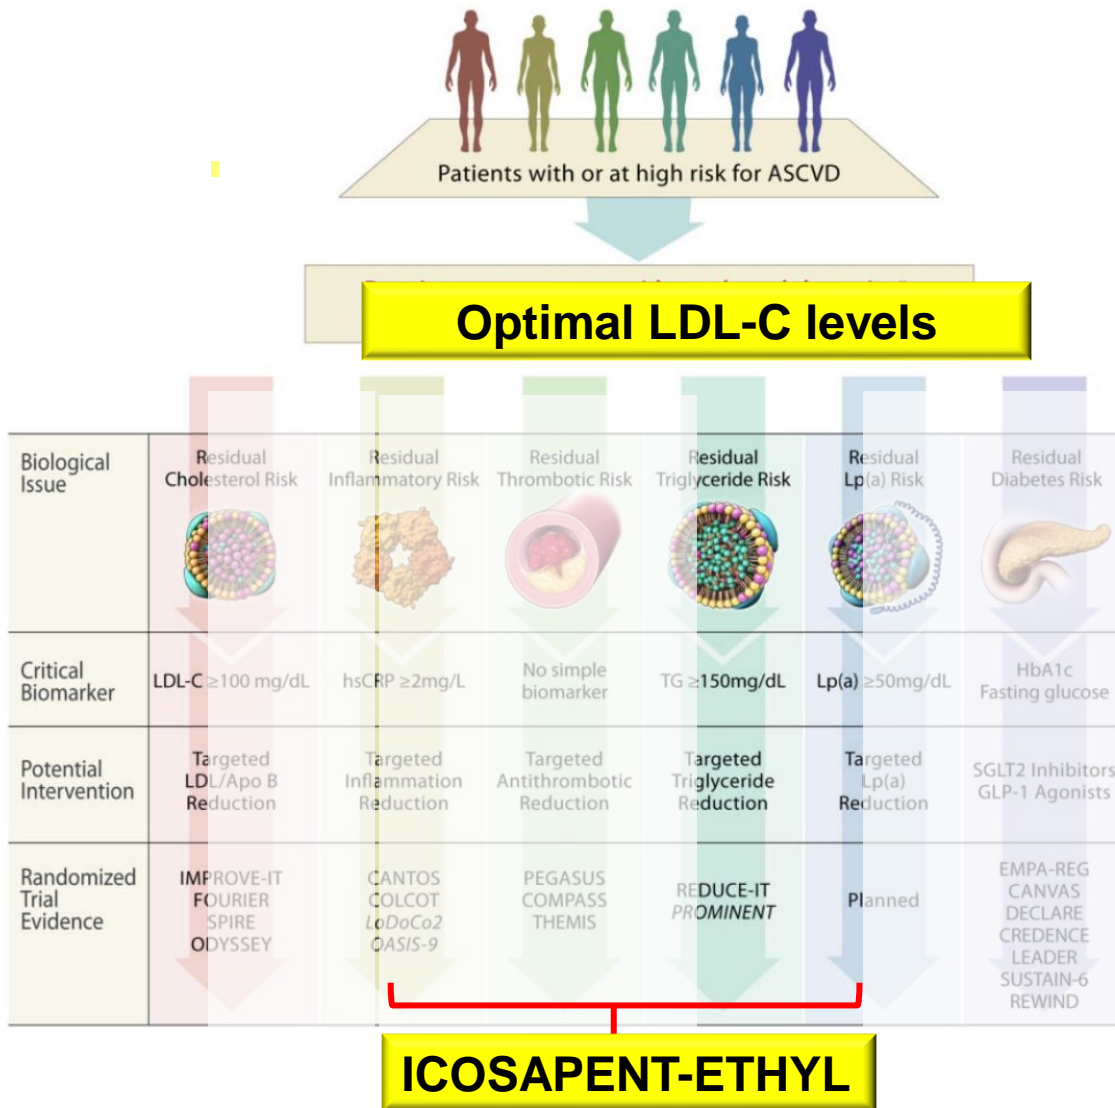 Patients with or at high risk for ASCVD
Optimal LDL-C levels
Biological Issue
Residual Cholesterol Risk
Residual Inflammatory Risk
Residual Thrombotic Risk
Residual Triglyceride Risk
Residual Lp(a) Risk
Residual Diabetes Risk
Critical Biomarker
LDL-C ≥100 mg/dL
hsCRP ≥2mg/L
No simple biomarker
TG ≥150mg/dL
Lp(a) ≥50mg/dL
HbA1c
Fasting glucose
Potential Intervention
Targeted LDL/Apo B Reduction
Targeted Inflammation Reduction
Targeted Antithrombotic Reduction
Targeted Triglyceride Reduction
Targeted Lp(a) Reduction
SGLT2 Inhibitors
GLP-1 Agonists
Randomized Trial Evidence
IMPROVE-IT
FOURIER
SPIRE
ODYSSEY
CANTOS
COLCOT
LoDoCo2
OASIS-9
PEGASUS
COMPASS
THEMIS
REDUCE-IT
PROMINENT
Planned
EMPA-REG
CANVAS
DECLARE
CREDENCE
LEADER
SUSTAIN-6
REWIND
ICOSAPENT-ETHYL